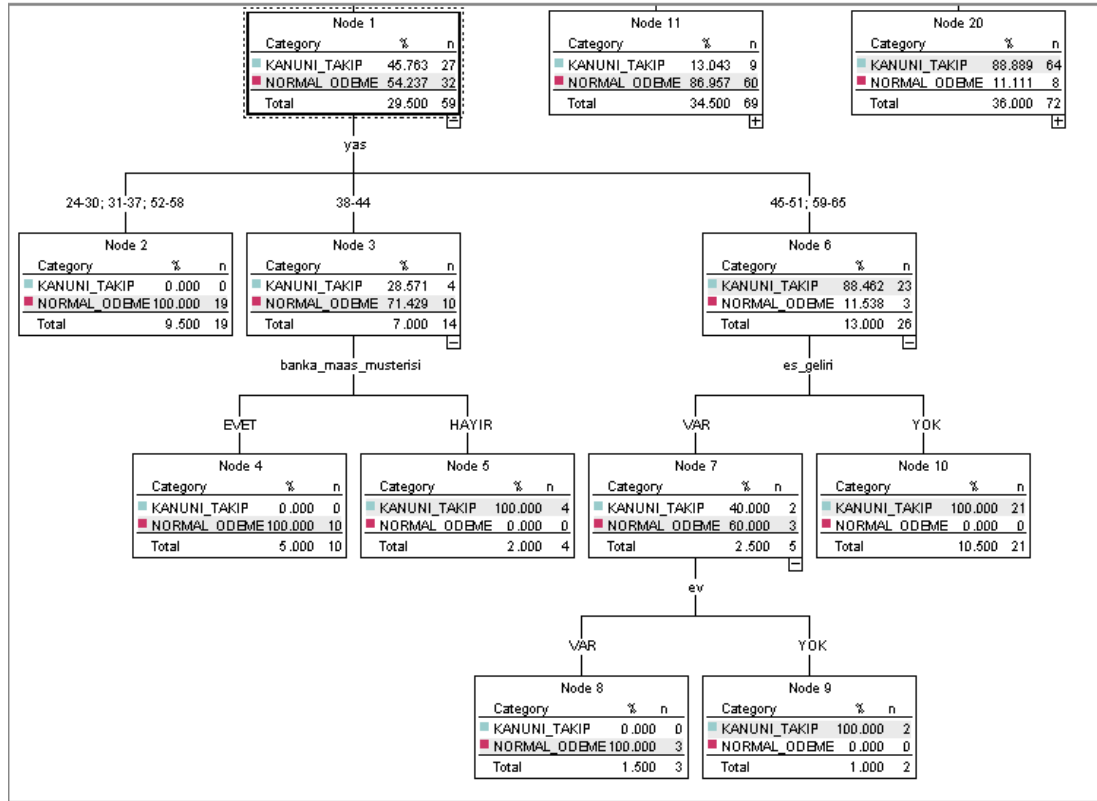 Node 1
Category % n
KANUNI_TAKIP 45.763 27
NORMAL_ODEME 54.237 32
Total 29.500 59
Node 11
Category % n
KANUNI_TAKIP 13.043 9
NORMAL_ODEME 86.957 60
Total 34.500 69
Node 20
Category % n
KANUNI_TAKIP 88.889 64
NORMAL_ODEME 11.111 8
Total 36.000 72
yas
24-30; 31-37; 52-58
38-44
45-51; 59-65
Node 2
Category % n
KANUNI_TAKIP 0.000 0
NORMAL_ODEME 100.000 19
Total 9.500 19
Node 3
Category % n
KANUNI_TAKIP 28.571 4
NORMAL_ODEME 71.429 10
Total 7.000 14
Node 6
Category % n
KANUNI_TAKIP 88.462 23
NORMAL_ODEME 11.538 3
Total 13.000 26
banka_maas_musterisi
es_geliri
EVET
HAYIR
VAR
YOK
Node 4
Category % n
KANUNI_TAKIP 0.000 0
NORMAL_ODEME 100.000 10
Total 5.000 10
Node 5
Category % n
KANUNI_TAKIP 100.000 4
NORMAL_ODEME 0.000 0
Total 2.000 4
Node 7
Category % n
KANUNI_TAKIP 40.000 2
NORMAL_ODEME 60.000 3
Total 2.500 5
Node 10
Category % n
KANUNI_TAKIP 100.000 21
NORMAL_ODEME 0.000 0
Total 10.500 21
ev
VAR
YOK
Node 8
Category % n
KANUNI_TAKIP 0.000 0
NORMAL_ODEME 100.000 3
Total 1.500 3
Node 9
Category % n
KANUNI_TAKIP 100.000 2
NORMAL_ODEME 0.000 0
Total 1.000 2